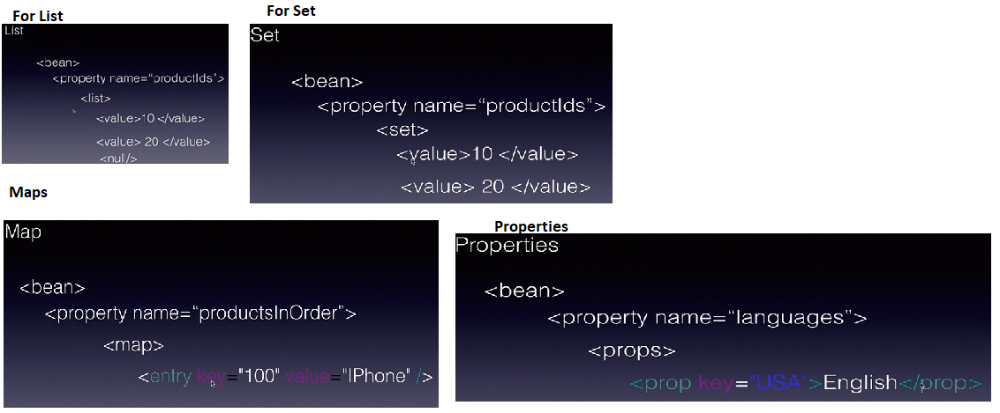 For List
List
<bean>
<property name=“productIds”>
<list>
<value>10 </value>
<value> 20 </value>
<null/>
For Set
Set
<bean>
<property name=“productIds”>
<set>
<value>10 </value>
<value> 20 </value>
Maps
Map
<bean>
<property name=“productsInOrder”>
<map>
<entry key="100" value="IPhone" />
Properties
Properties
<bean>
<property name=“languages”>
<props>
<prop key="USA">English</prop>